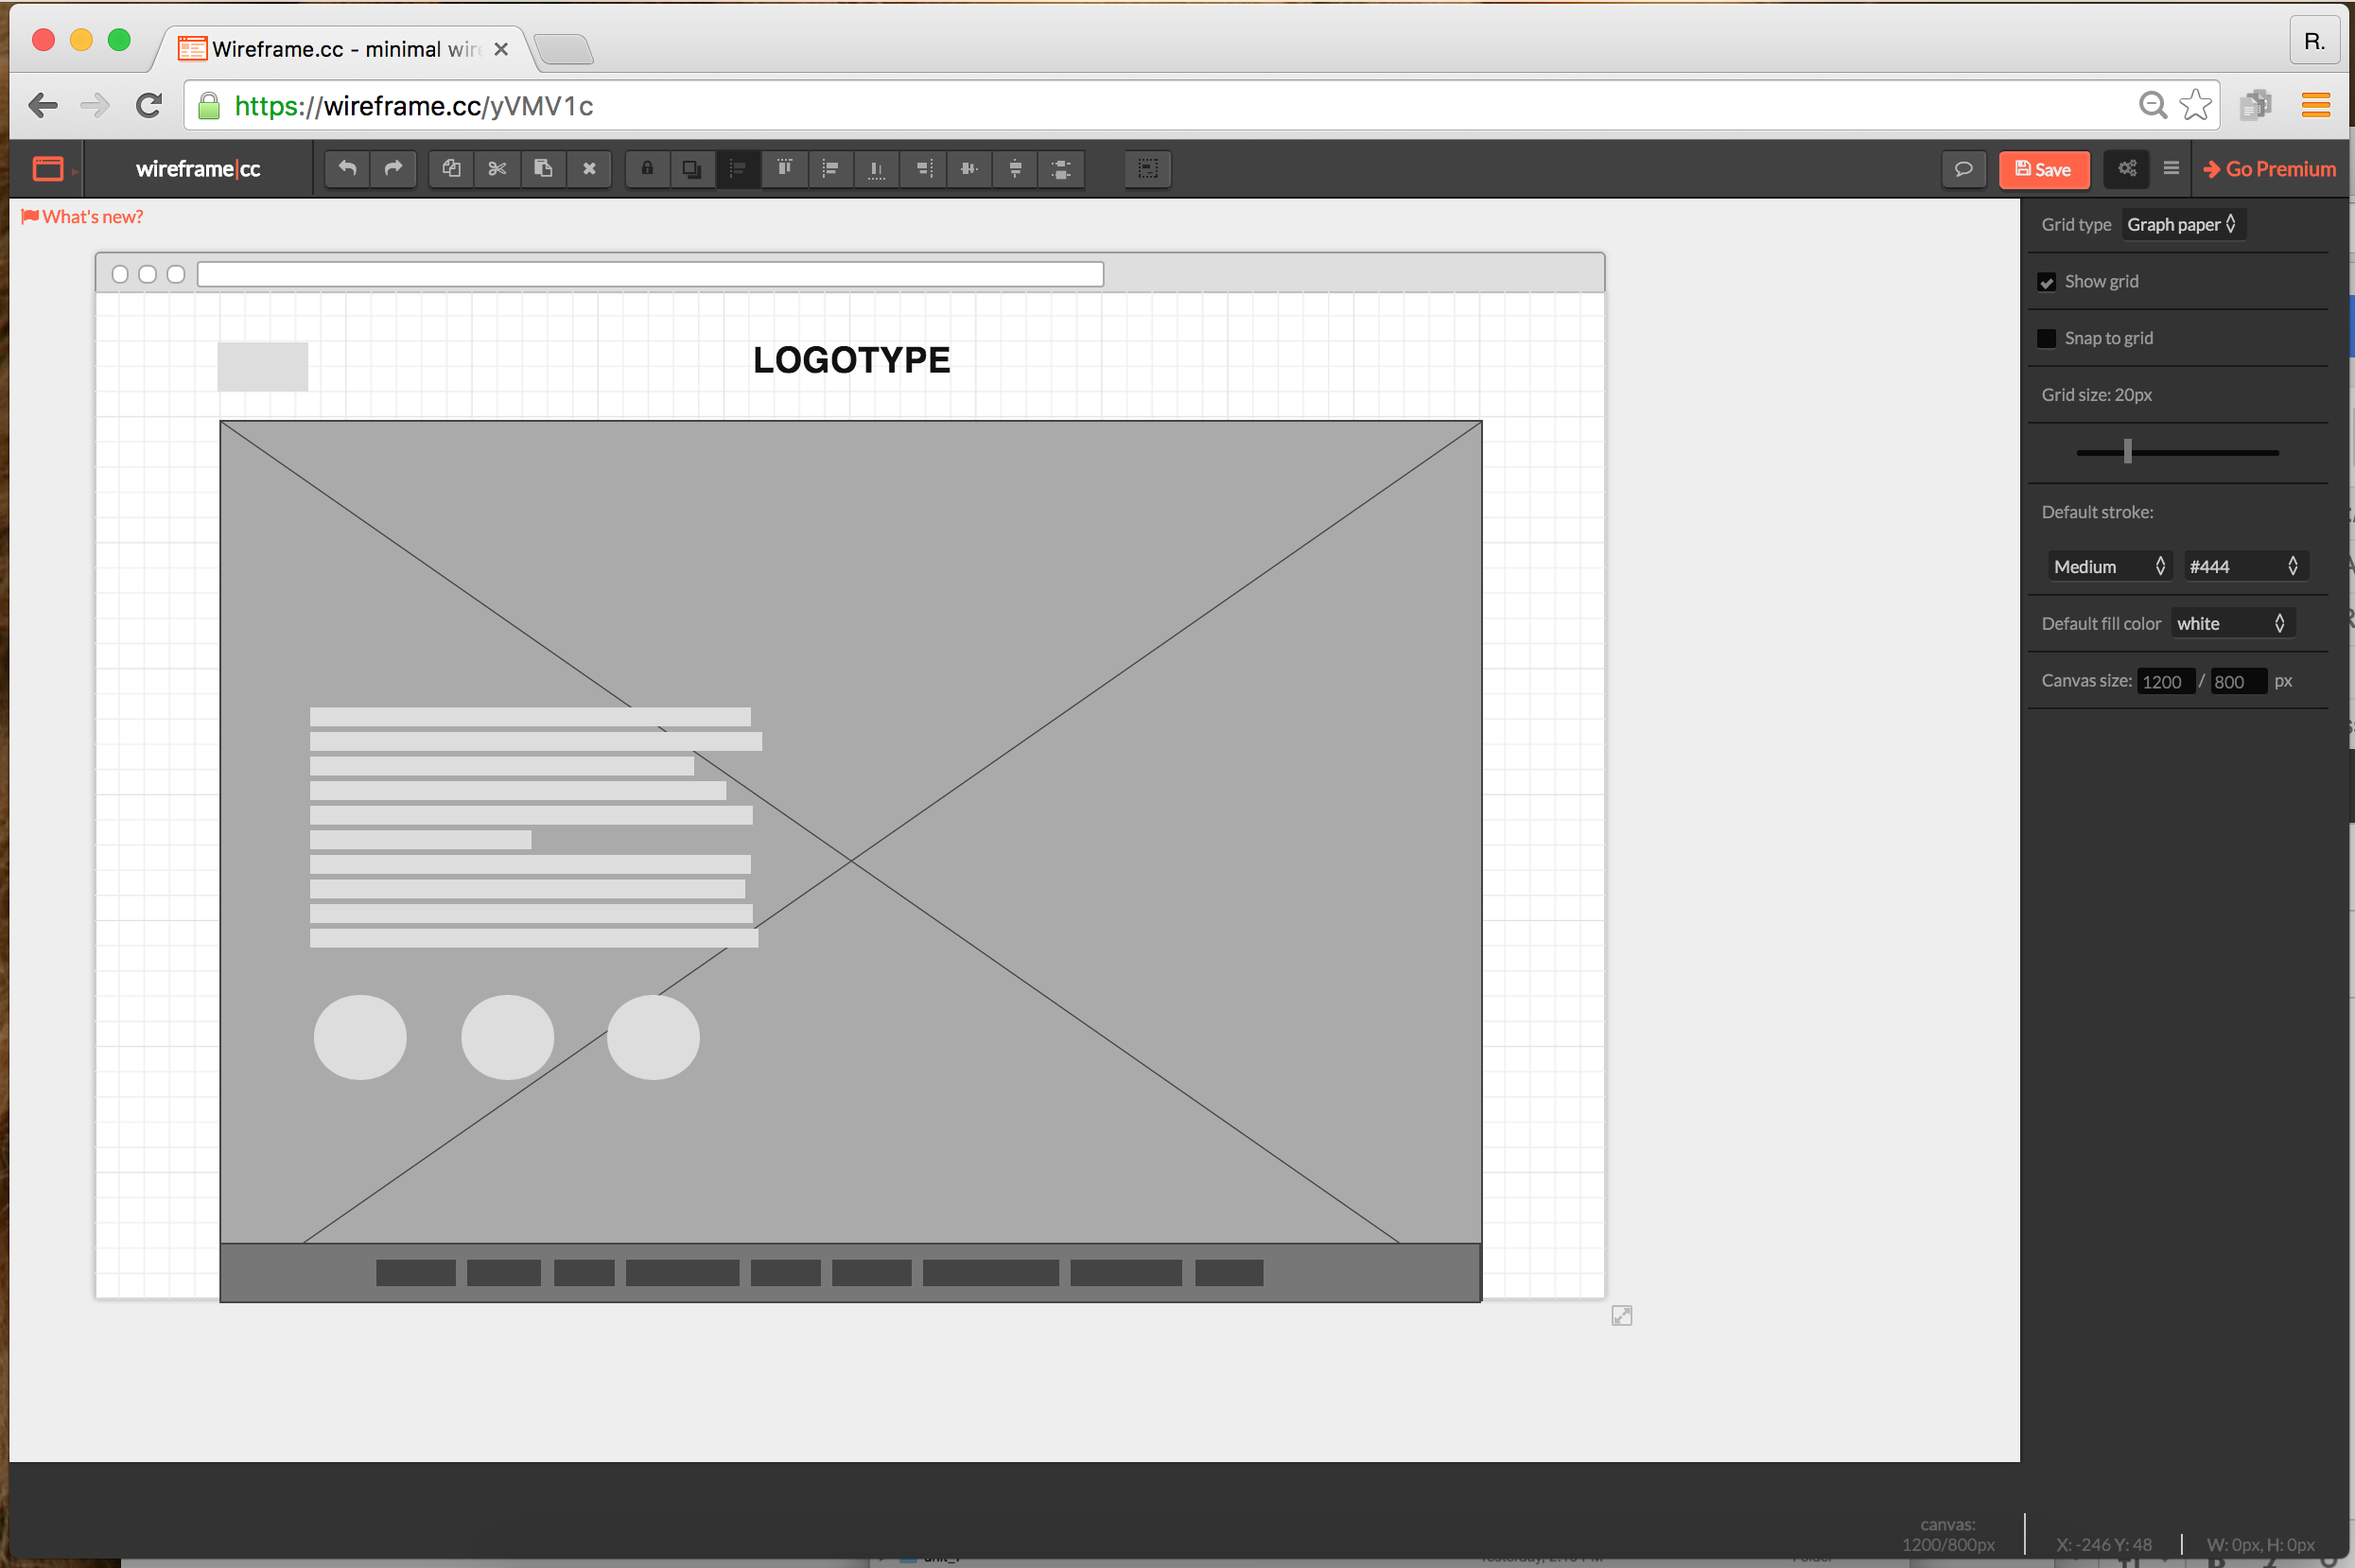 Wireframe.cc - minimal wir
R.
https://wireframe.cc/yVMV1c
wireframe|cc
Save
Go Premium
What's new?
Grid type Graph paper
Show grid
LOGOTYPE
Snap to grid
Grid size: 20px
Default stroke:
Medium #444
Default fill color white
Canvas size: 1200 / 800 px
canvas:
1200/800px
X: -246 Y: 48
W: 0px, H: 0px